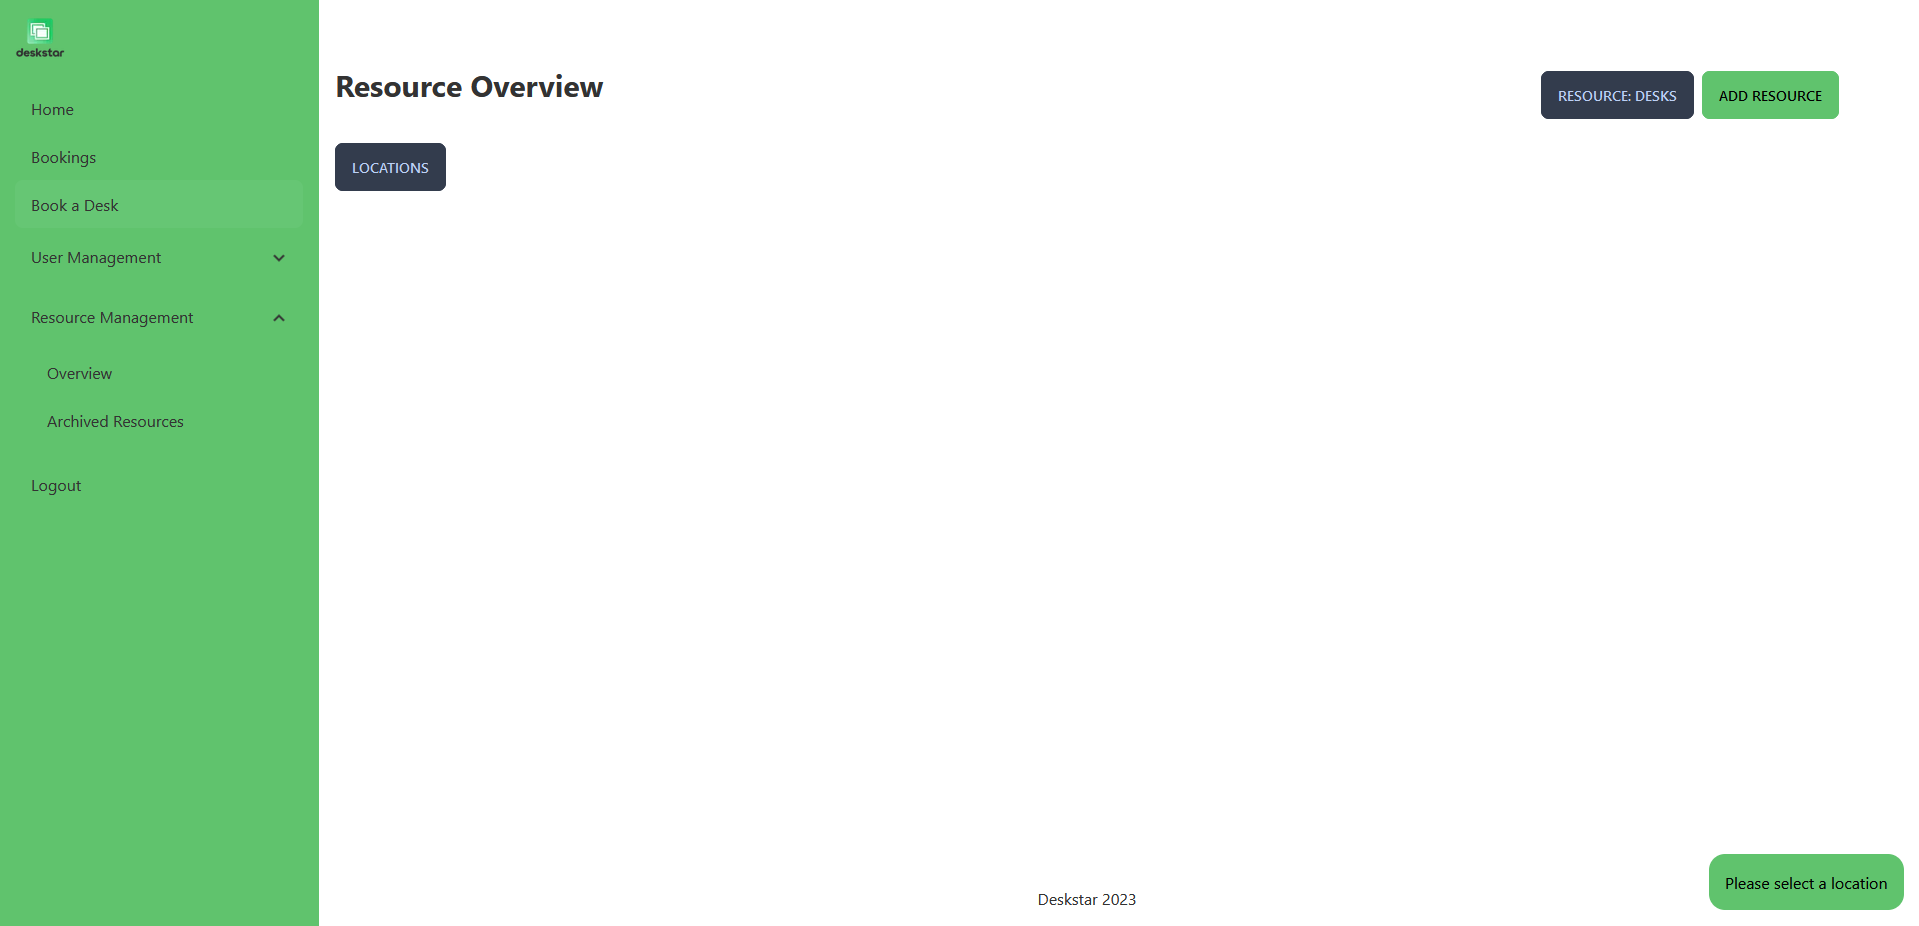 deskstar
Home
Bookings
Book a Desk
User Management
Resource Management
Overview
Archived Resources
Logout
Resource Overview
RESOURCE: DESKS
ADD RESOURCE
LOCATIONS
Deskstar 2023
Please select a location